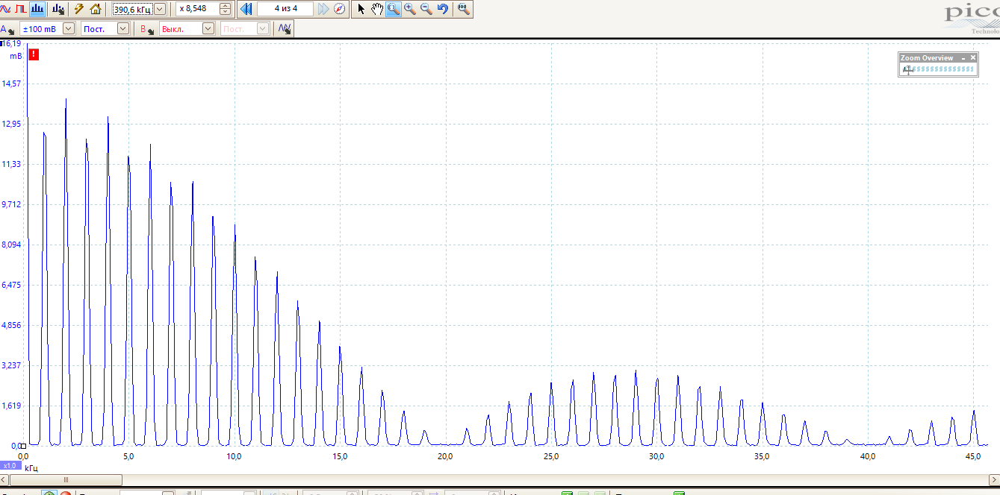 390,6 кГц x 8,548 4 из 4
pico
Technolo
A ±100 mВ Пост. B Выкл. Пост.
16,19
mВ
!
Zoom Overview
14,57
12,95
11,33
9,712
8,094
6,475
4,856
3,237
1,619
0,0
0,0 5,0 10,0 15,0 20,0 25,0 30,0 35,0 40,0 45,0
x1,0 кГц